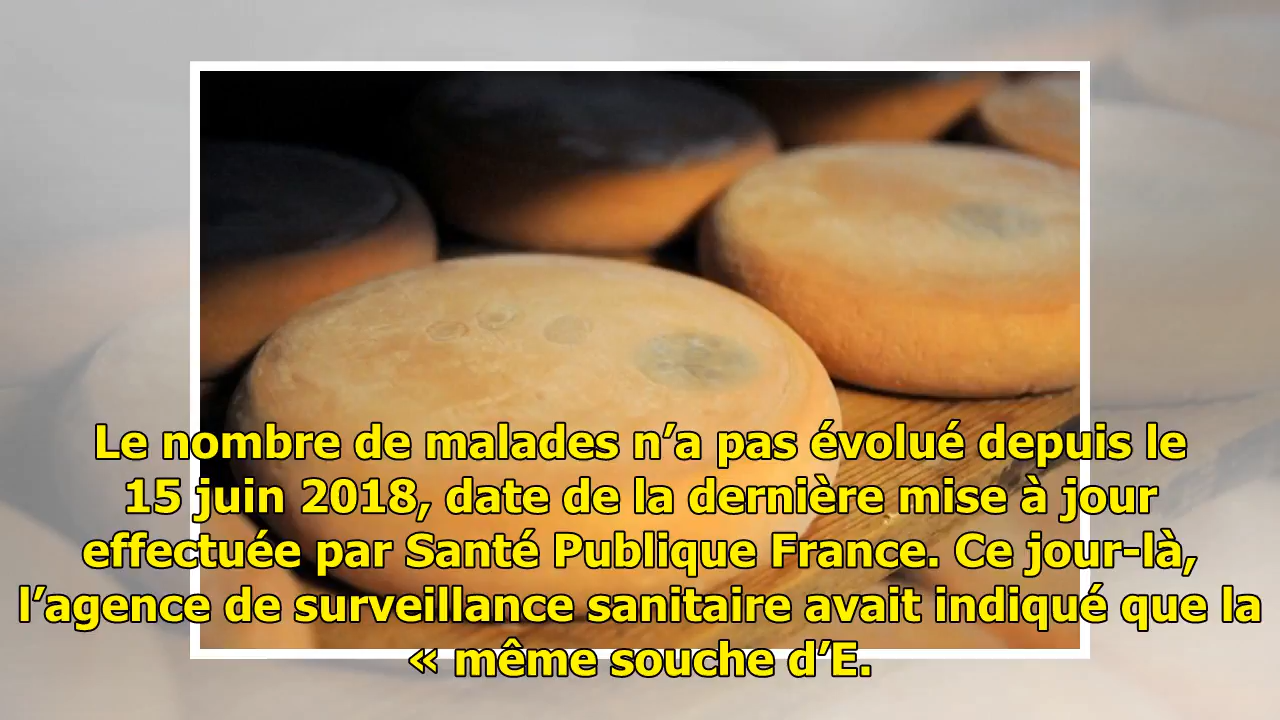 Le nombre de malades n’a pas évolué depuis le
15 juin 2018, date de la dernière mise à jour
effectuée par Santé Publique France. Ce jour-là,
l’agence de surveillance sanitaire avait indiqué que la
« même souche d’E.